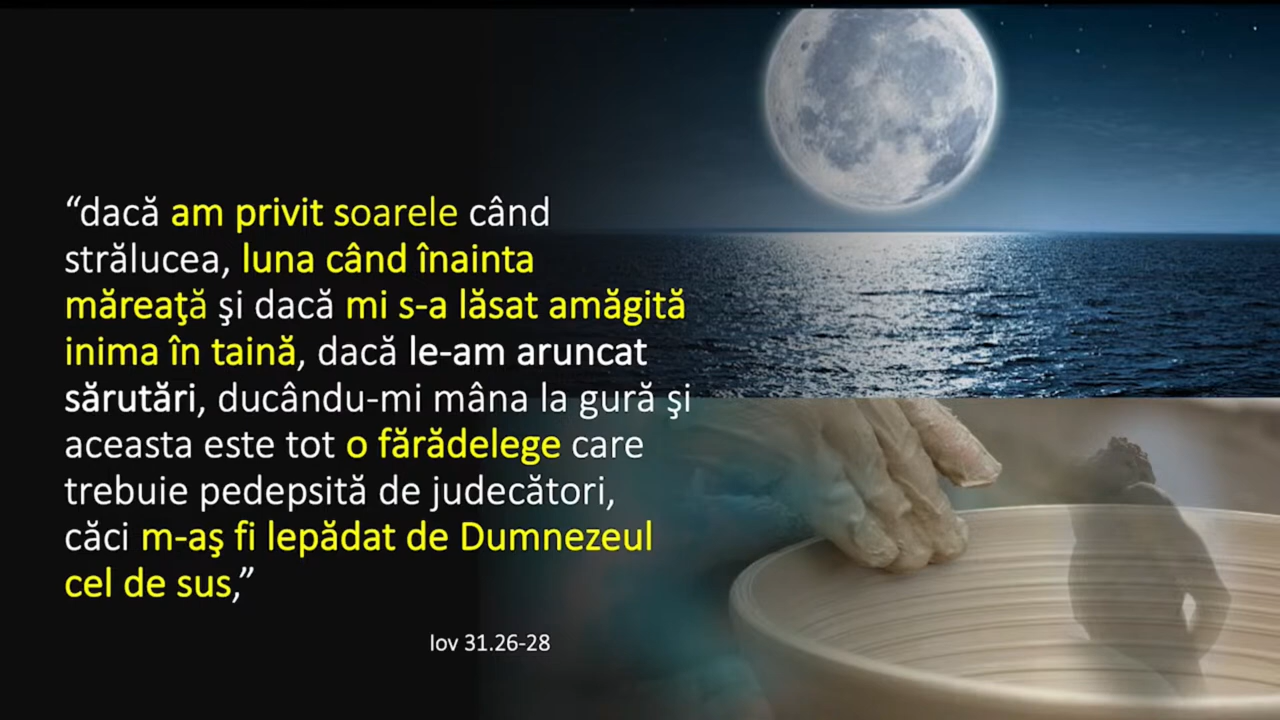 “dacă am privit soarele când
strălucea, luna când înainta
măreaţă şi dacă mi s-a lăsat amăgită
inima în taină, dacă le-am aruncat
sărutări, ducându-mi mâna la gură şi
aceasta este tot o fărădelege care
trebuie pedepsită de judecători,
căci m-aş fi lepădat de Dumnezeul
cel de sus,”
Iov 31.26-28